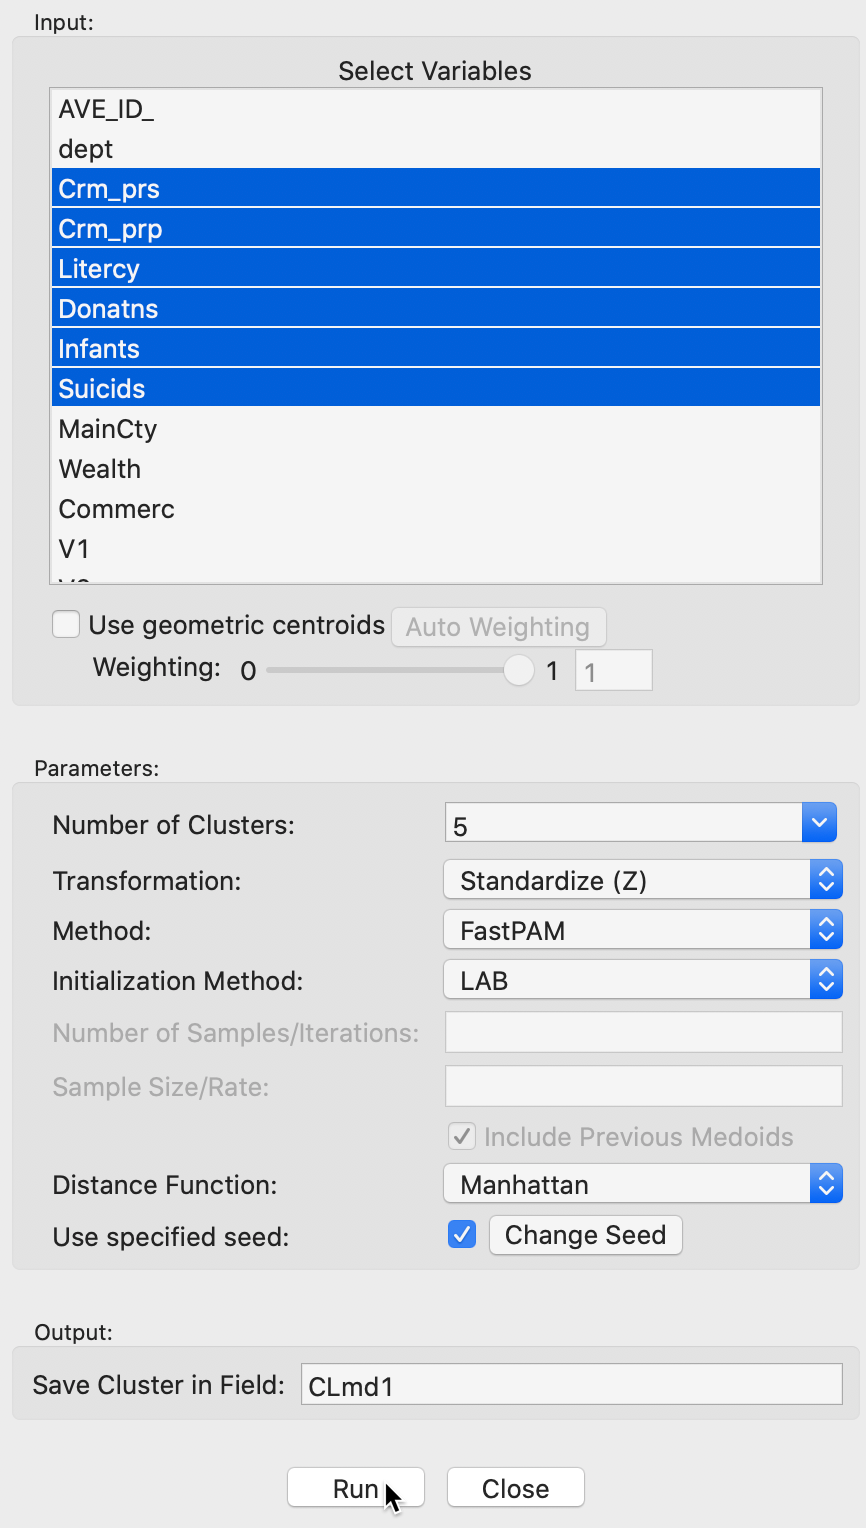 Input:
Select Variables
AVE_ID_
dept
Crm_prs
Crm_prp
Litercy
Donatns
Infants
Suicids
MainCty
Wealth
Commerc
V1
Use geometric centroids Auto Weighting
Weighting: 0 1 1
Parameters:
Number of Clusters: 5
Transformation: Standardize (Z)
Method: FastPAM
Initialization Method: LAB
Number of Samples/Iterations:
Sample Size/Rate:
Include Previous Medoids
Distance Function: Manhattan
Use specified seed: Change Seed
Output:
Save Cluster in Field: CLmd1
Run Close